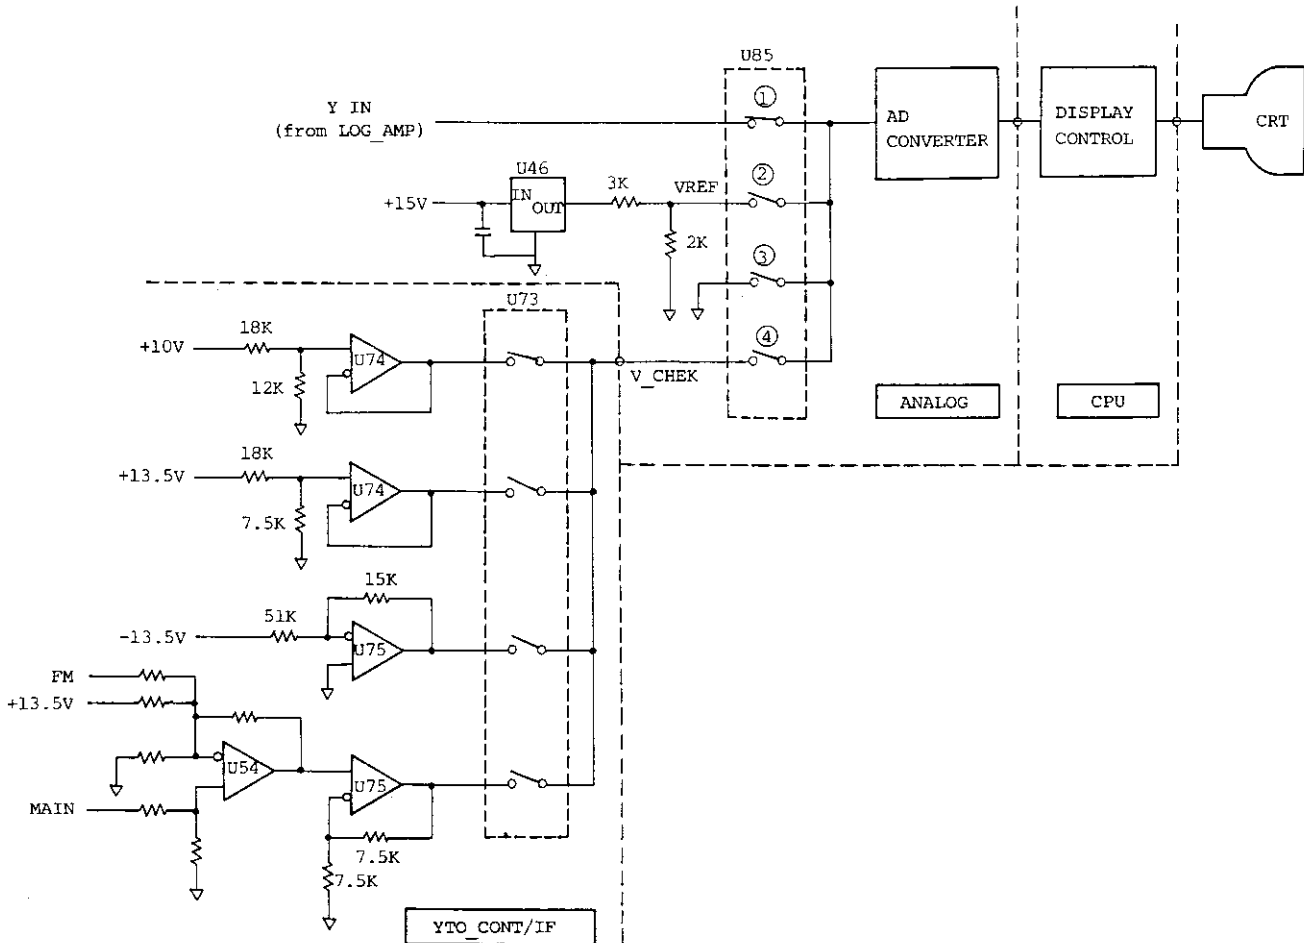 U85
①
Y IN
(from LOG_AMP)
AD
CONVERTER
DISPLAY
CONTROL
CRT
U46
②
3K
VREF
+15V
IN
OUT
2K
③
U73
④
+10V
18K
U74
12K
V_CHEK
ANALOG
CPU
+13.5V
18K
U74
7.5K
15K
51K
-13.5V
U75
FM
+13.5V
U54
U75
MAIN
7.5K
7.5K
YTO_CONT/IF